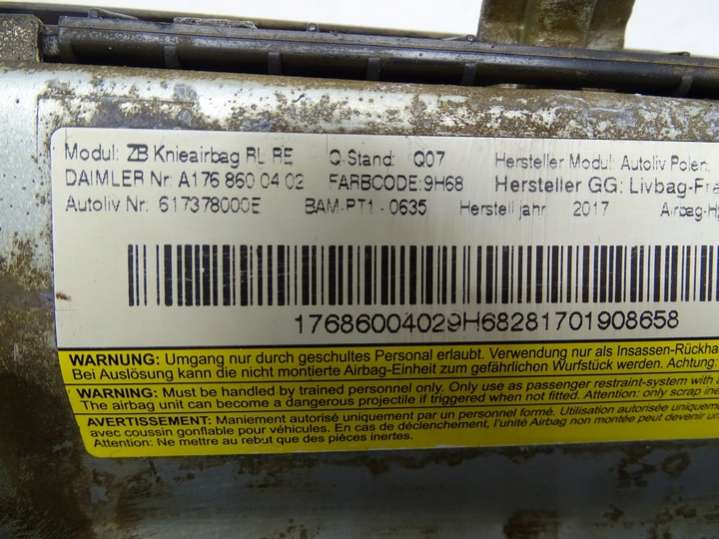 Modul: ZB Knieairbag RL RE Q-Stand: Q07 Hersteller Modul: Autoliv Polen,
DAIMLER Nr: A176 860 04 02 FARBCODE: 9H68 Hersteller GG: Livbag-Fra
Autoliv Nr: 617378000E BAM-PT1-0635 Herstelljahr: 2017 Airbag-H
17686004029H68281701908658
WARNUNG: Umgang nur durch geschultes Personal erlaubt. Verwendung nur als Insassen-Rückha
Bei Auslösung kann die nicht montierte Airbag-Einheit zum gefährlichen Wurfstück werden. Achtung:
WARNING: Must be handled by trained personnel only. Only use as passenger restraint-system with
The airbag unit can become a dangerous projectile if triggered when not fitted. Attention: only scrap ine
AVERTISSEMENT: Maniement autorisé uniquement par un personnel formé. Utilisation autorisée uniqueme
avec coussin gonflable pour véhicules. En cas de déclenchement, l'unité Airbag non montée peut
Attention: Ne mettre au rebut que des pièces inertes.